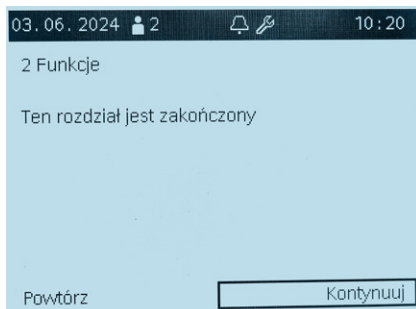 03.06.2024 2 10:20
2 Funkcje
Ten rozdział jest zakończony
Powtórz Kontynuuj